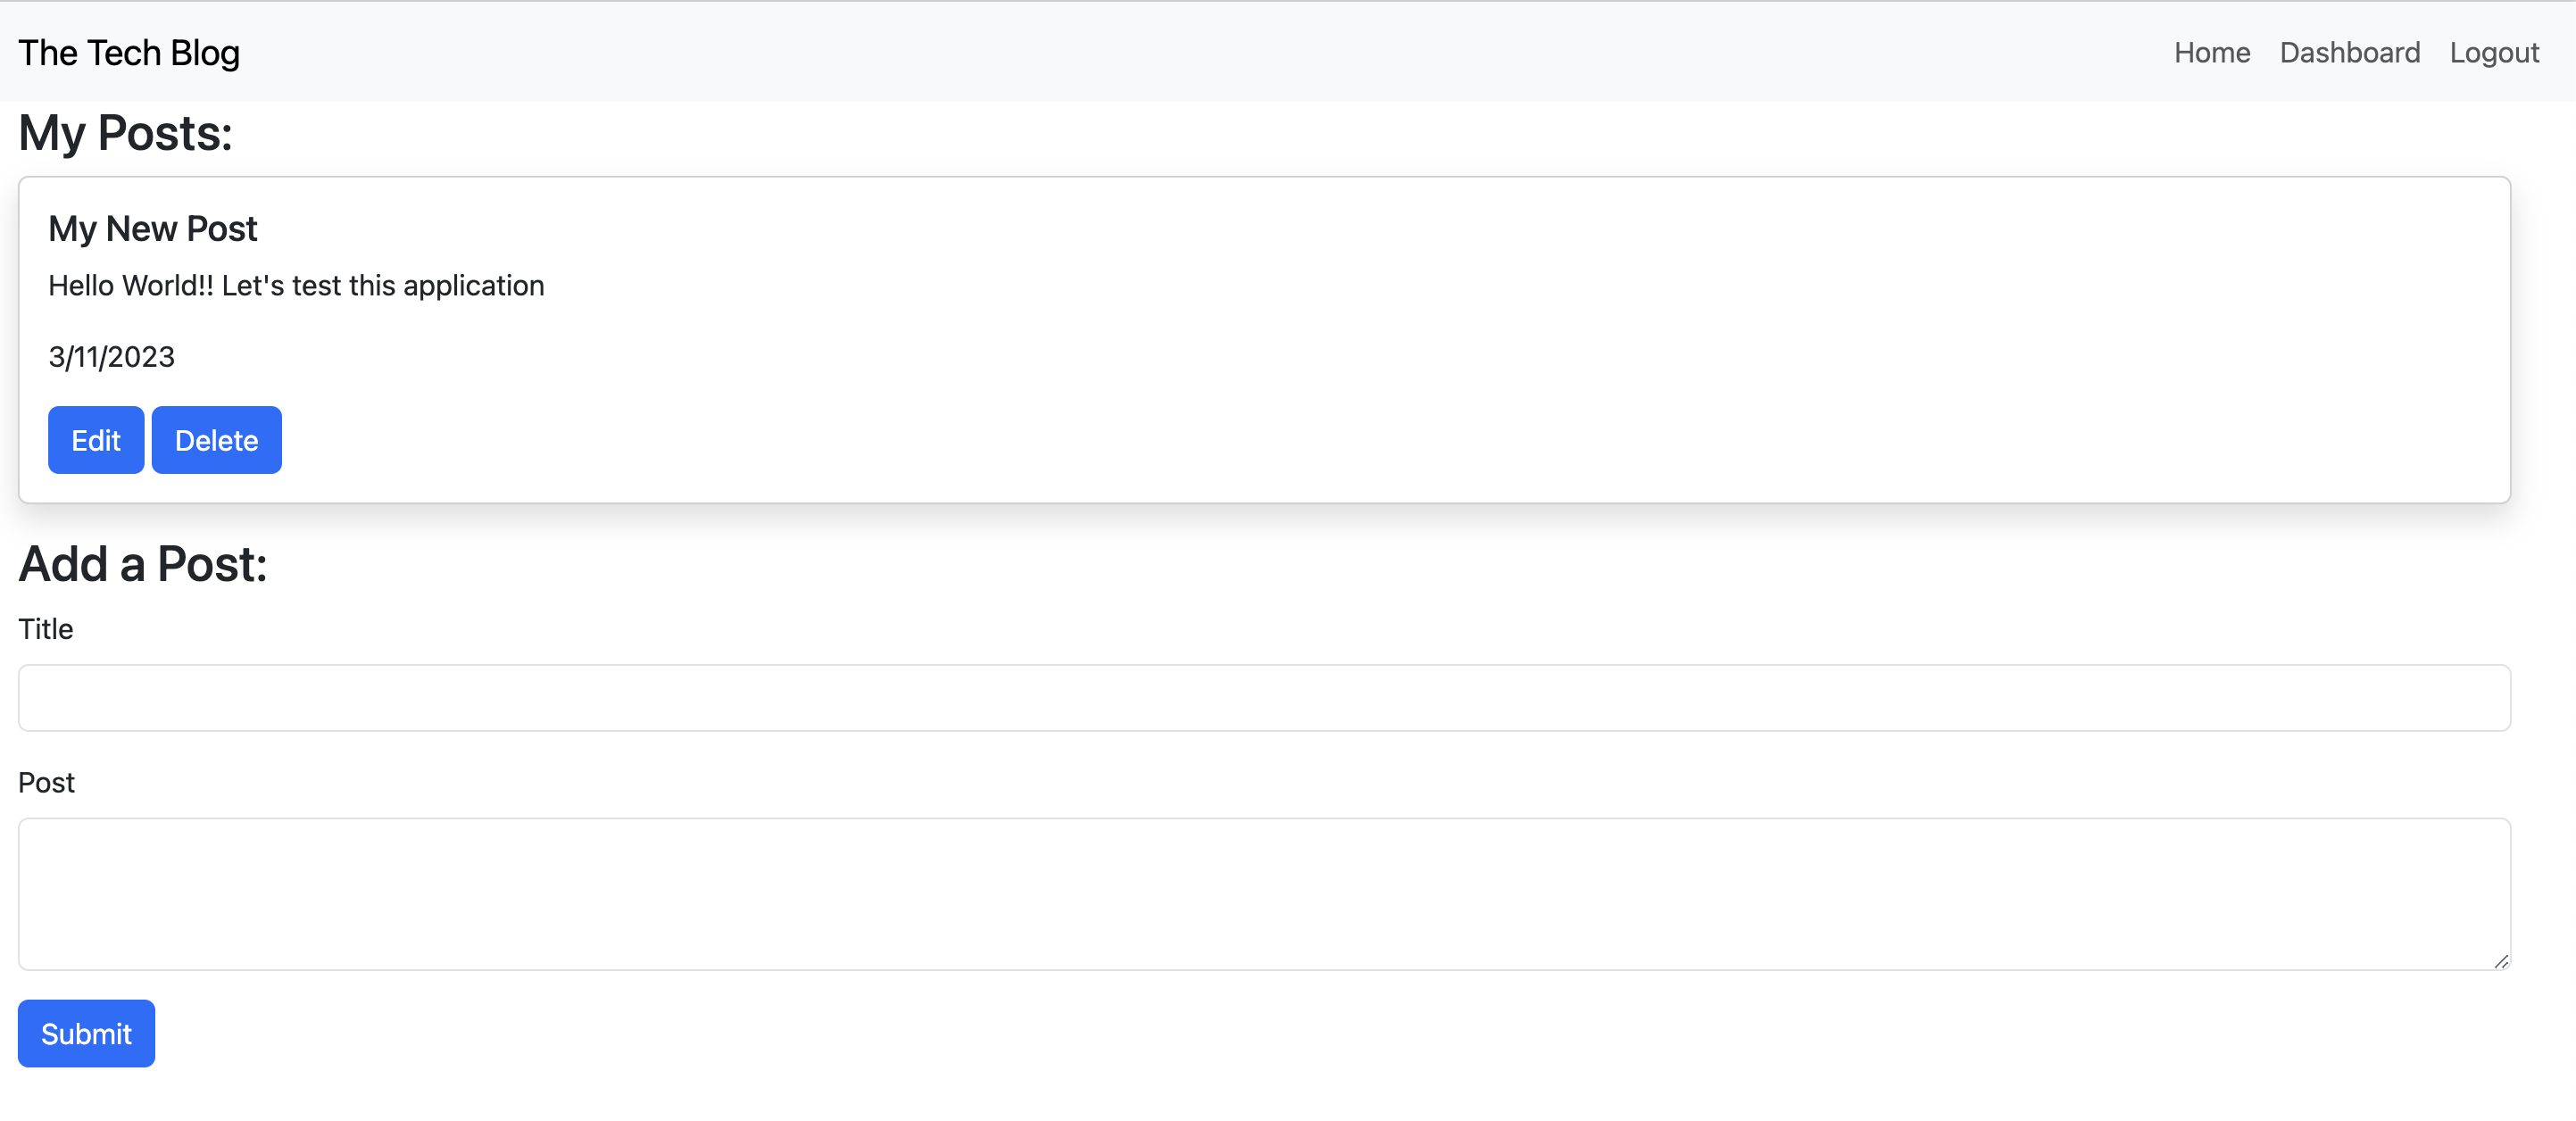 The Tech Blog
Home Dashboard Logout
My Posts:
My New Post
Hello World!! Let's test this application
3/11/2023
Edit Delete
Add a Post:
Title
Post
Submit